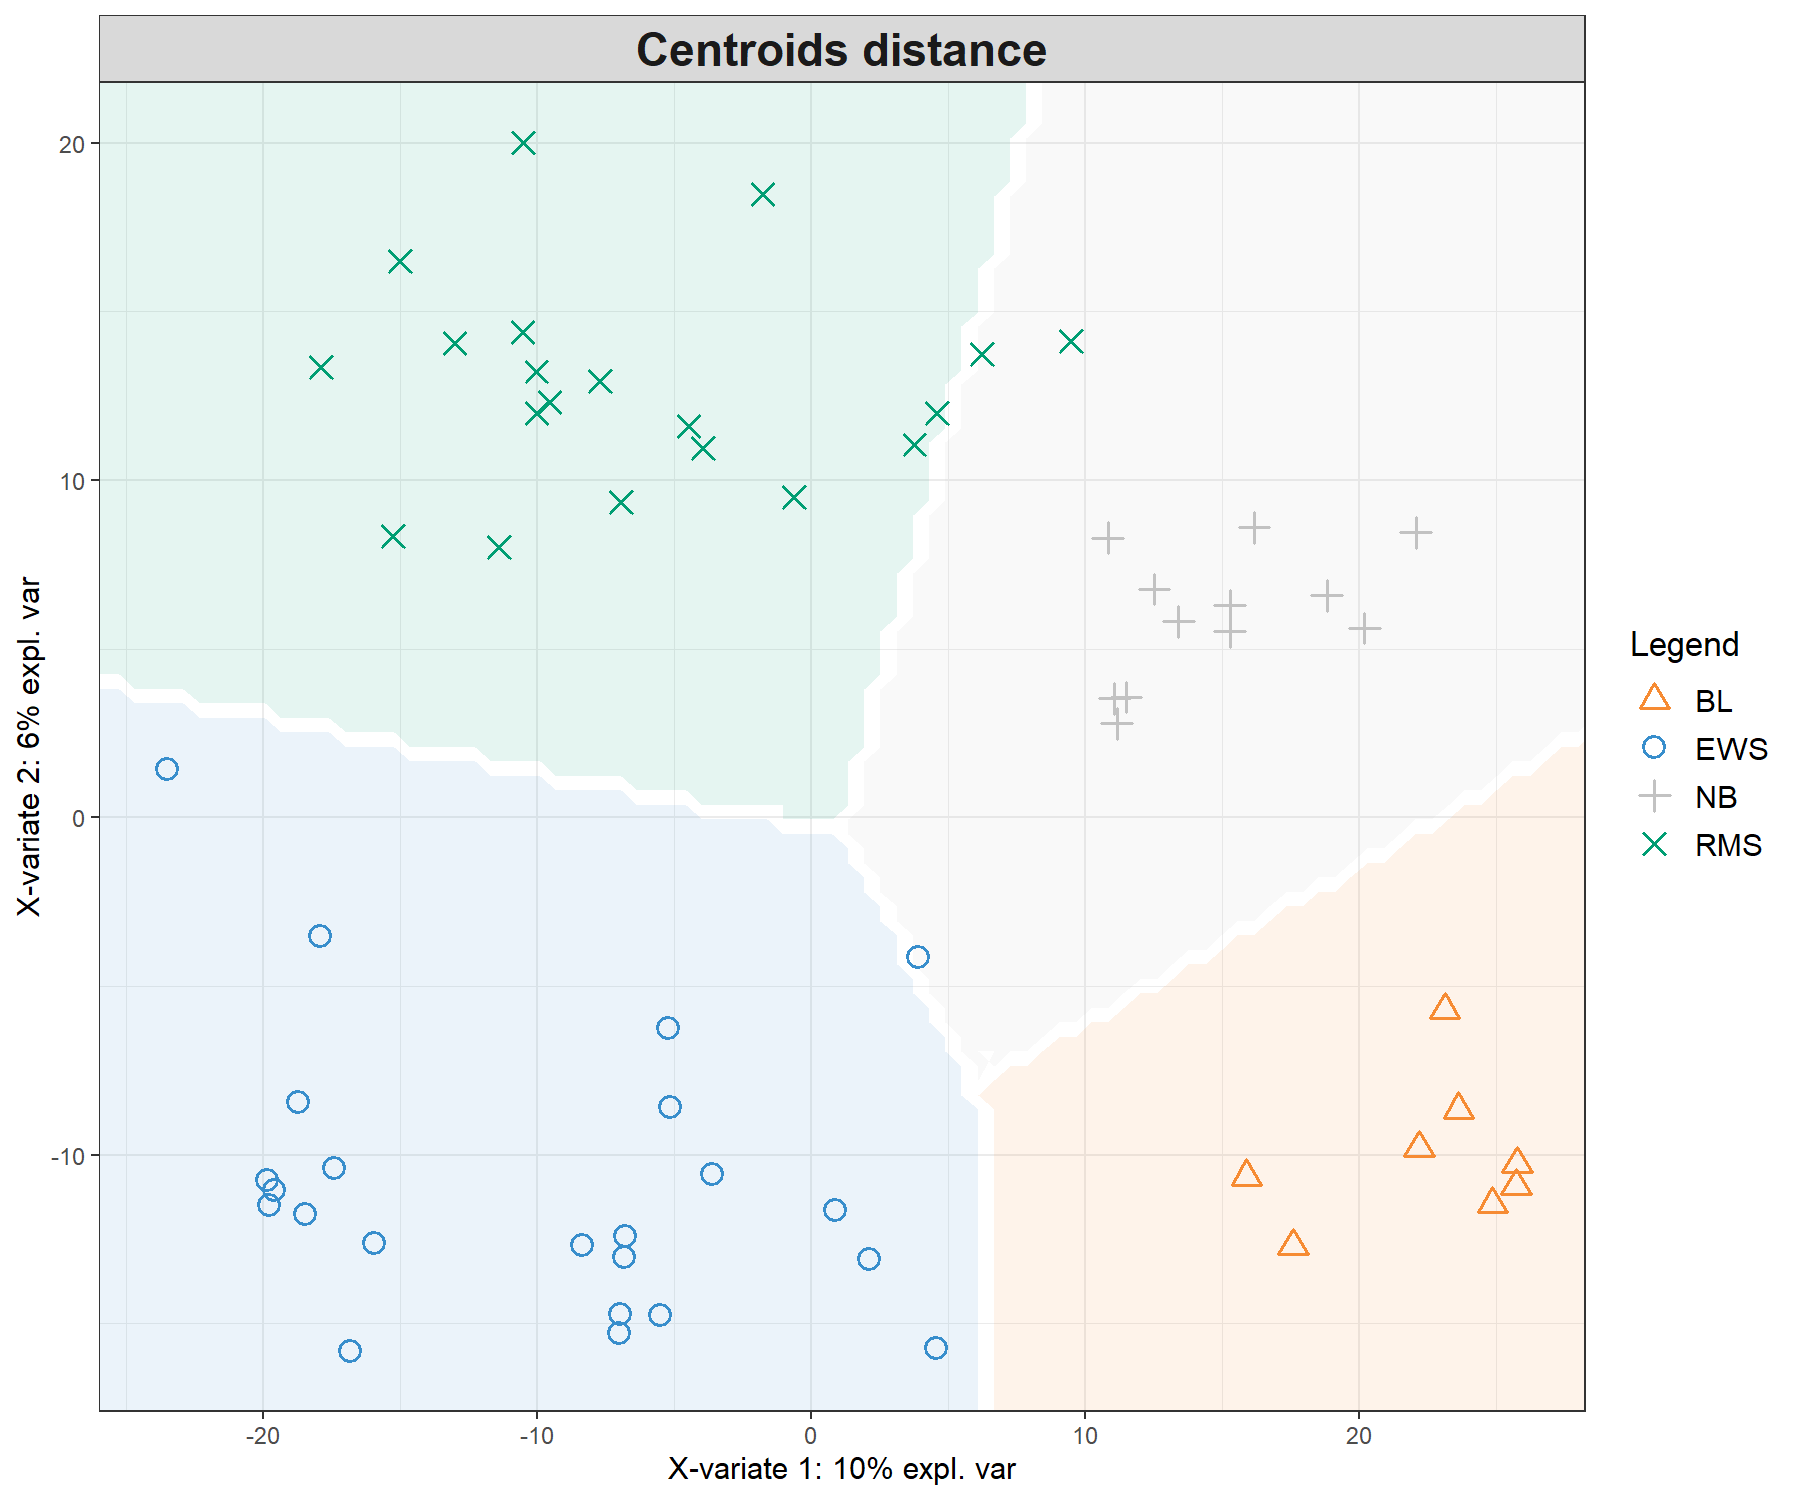 Centroids distance
20
10
0
-10
X-variate 2: 6% expl. var
-20
-10
0
10
20
X-variate 1: 10% expl. var
Legend
BL
EWS
NB
RMS